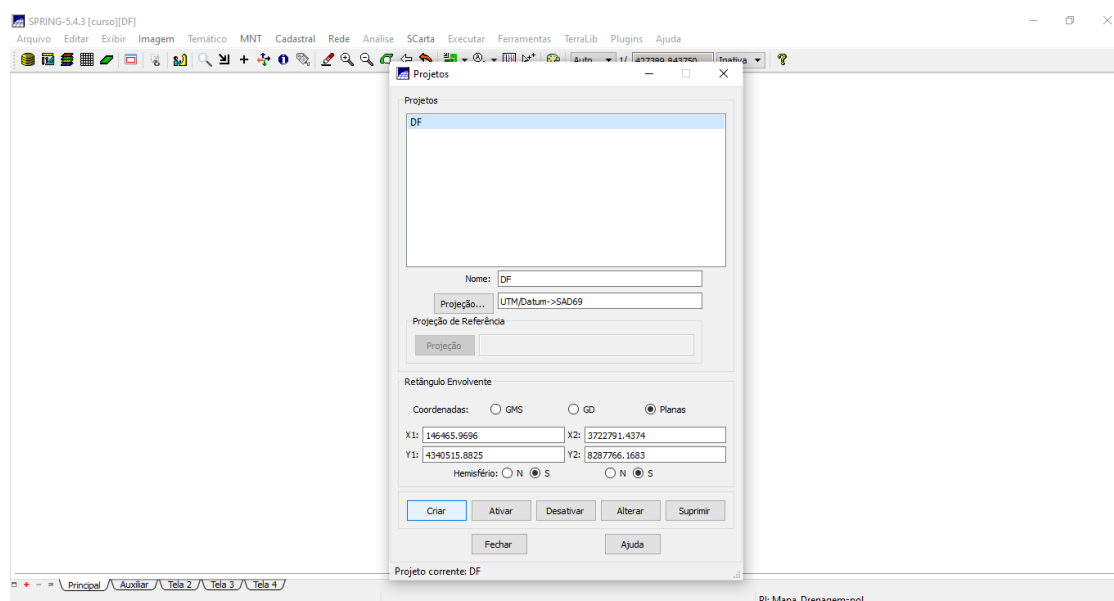 SPRING-5.4.3 [curso][DF]
Arquivo Editar Exibir Imagem Temático MNT Cadastral Rede Análise SCarta Executar Ferramentas TerraLib Plugins Ajuda
Auto 1/ 427389.843750 Inativa
Projetos
Projetos
DF
Nome: DF
Projeção... UTM/Datum->SAD69
Projeção de Referência
Projeção
Retângulo Envolvente
Coordenadas: GMS GD Planas
X1: 146465.9696 X2: 3722791.4374
Y1: 4340515.8825 Y2: 8287766.1683
Hemisfério: N S N S
Criar Ativar Desativar Alterar Suprimir
Fechar Ajuda
Projeto corrente: DF
Principal Auxiliar Tela 2 Tela 3 Tela 4
PI: Mapa_Drenagem-pol